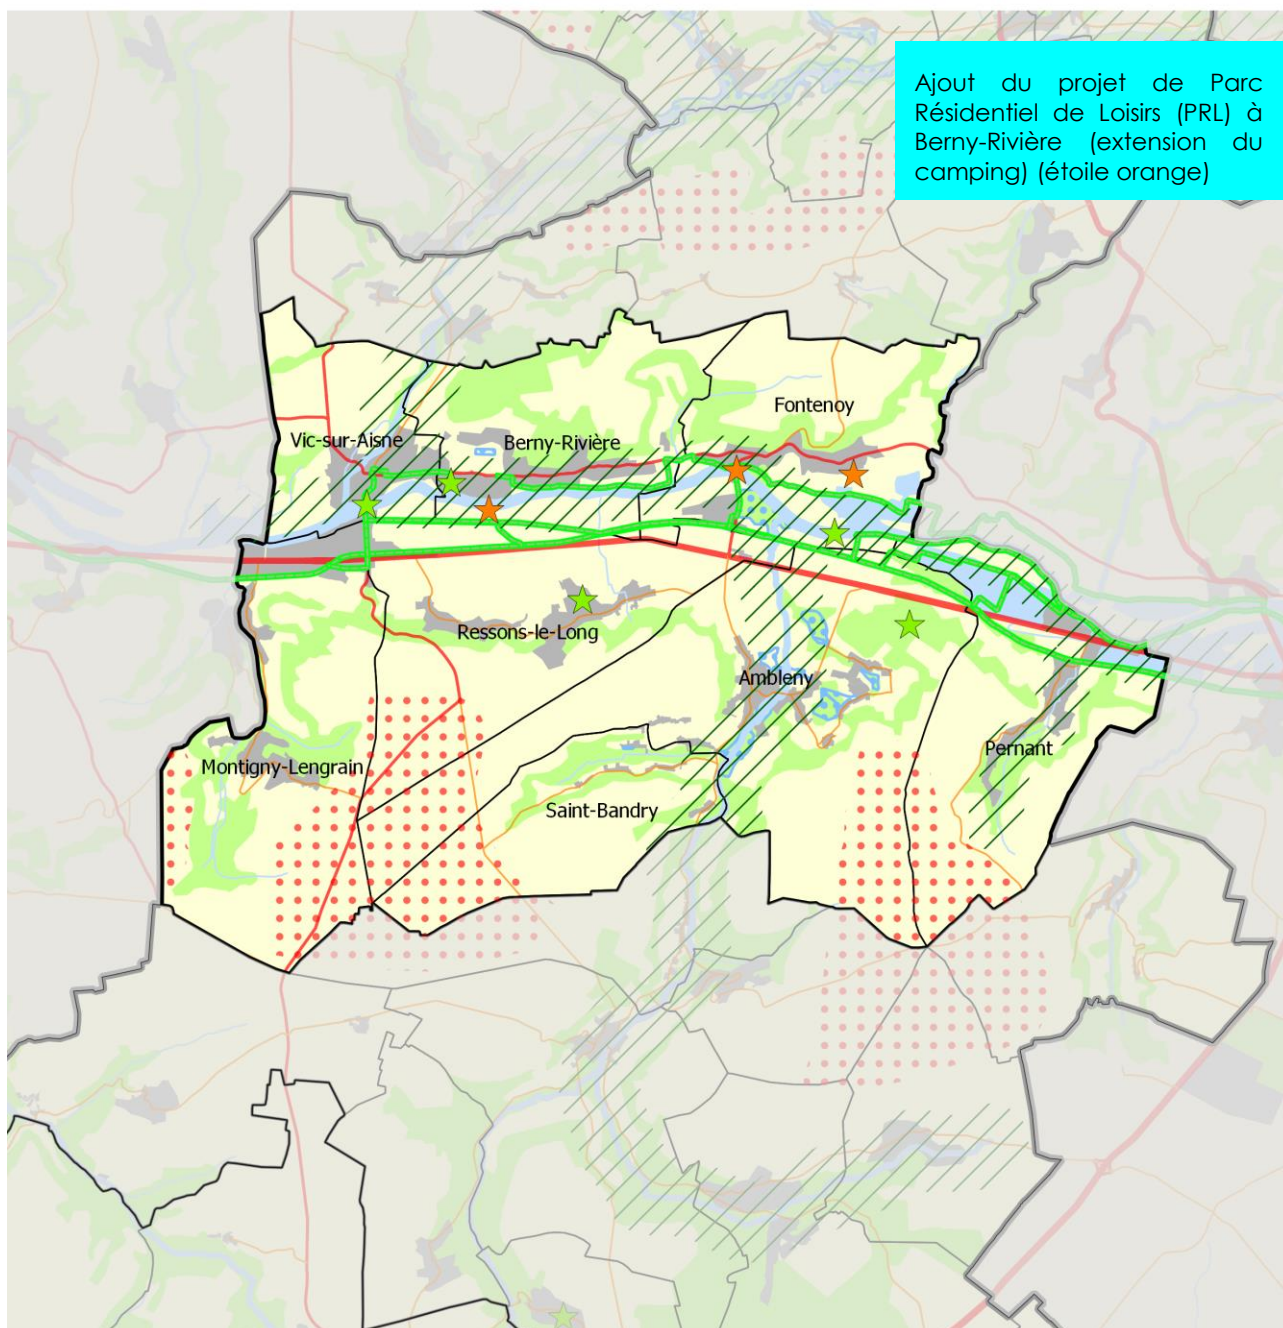 Ajout du projet de Parc
Résidentiel de Loisirs (PRL) à
Berny-Rivière (extension du
camping) (étoile orange)
Fontenoy
Vic-sur-Aisne
Berny-Rivière
Ressons-le-Long
Ambleny
Pernant
Montigny-Lengrain
Saint-Bandry